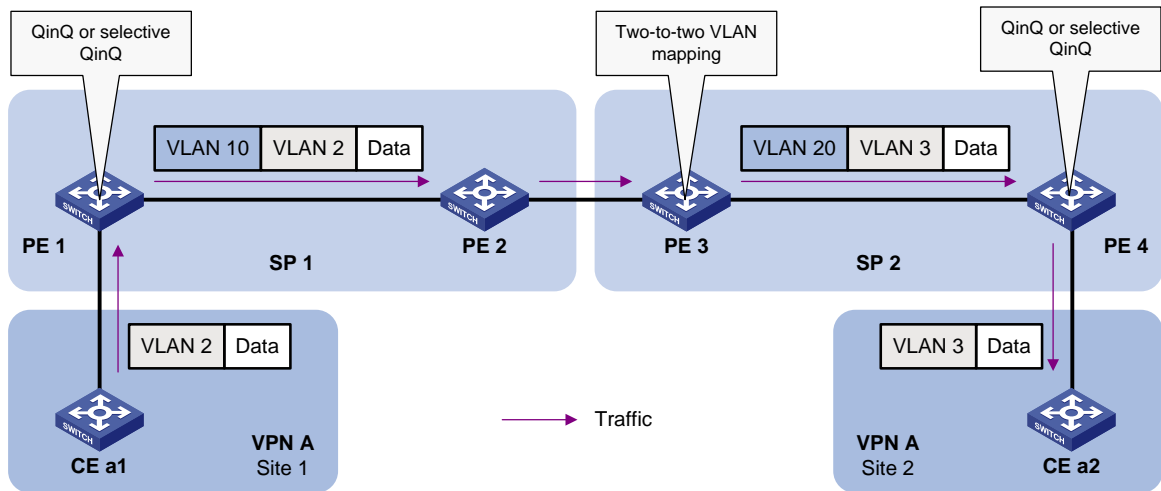 QinQ or selective
QinQ
Two-to-two VLAN
mapping
QinQ or selective
QinQ
VLAN 10 VLAN 2 Data
VLAN 20 VLAN 3 Data
SWITCH
SWITCH
SWITCH
SWITCH
PE 1
PE 2
PE 3
PE 4
SP 1
SP 2
VLAN 2 Data
VLAN 3 Data
SWITCH
Traffic
SWITCH
CE a1
VPN A
Site 1
VPN A
Site 2
CE a2